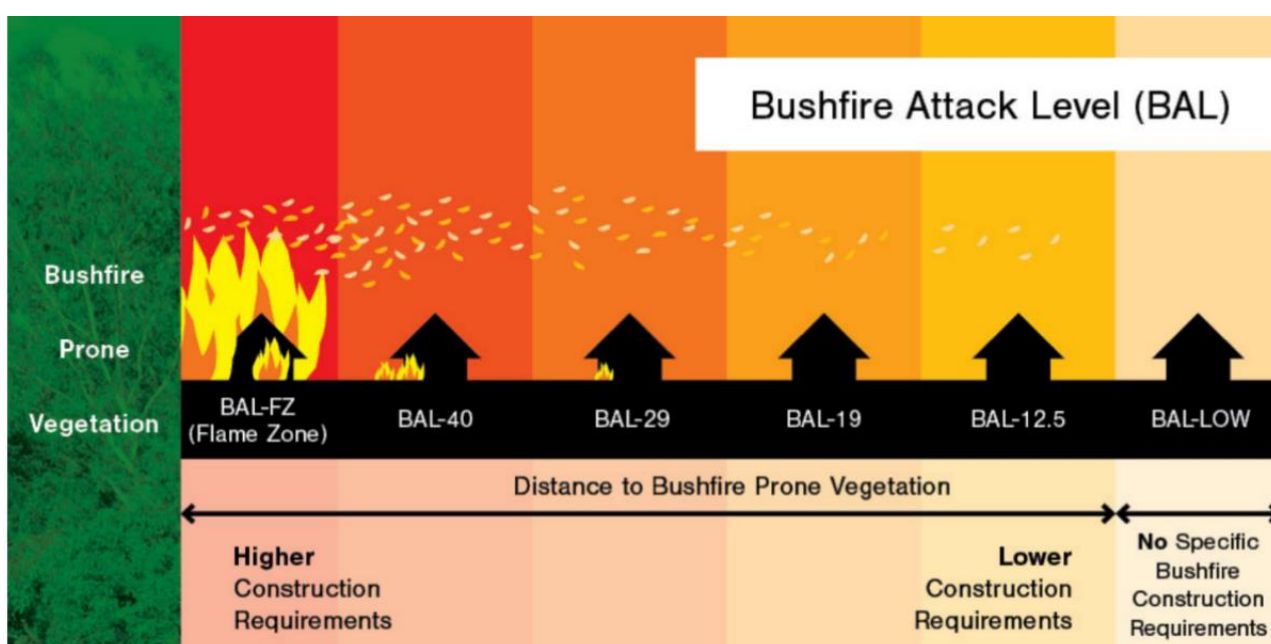 Bushfire Attack Level (BAL)
Bushfire
Prone
Vegetation
BAL-FZ
(Flame Zone)
BAL-40
BAL-29
BAL-19
BAL-12.5
BAL-LOW
Distance to Bushfire Prone Vegetation
Higher
Construction
Requirements
Lower
Construction
Requirements
No Specific
Bushfire
Construction
Requirements